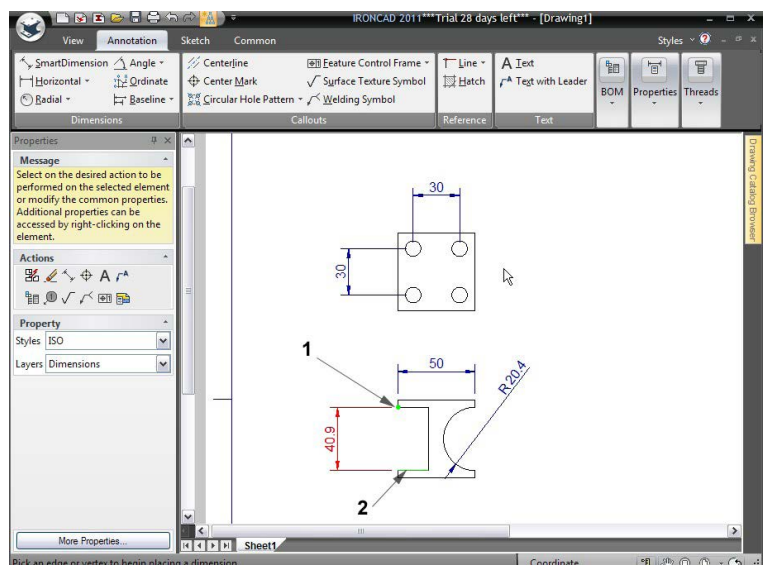 IRONCAD 2011***Trial 28 days left*** - [Drawing1]
View Annotation Sketch Common Styles
SmartDimension Angle Centerline Feature Control Frame Line Text
Horizontal Ordinate Center Mark Surface Texture Symbol Hatch Text with Leader
Radial Baseline Circular Hole Pattern Welding Symbol BOM Properties Threads
Dimensions Callouts Reference Text
Properties
Message
Select on the desired action to be
performed on the selected element
or modify the common properties.
Additional properties can be
accessed by right-clicking on the
element.
Actions
Property
Styles ISO
Layers Dimensions
More Properties...
Drawing Catalog Browser
30
30
1
50
R20.4
40.9
2
Sheet1
Pick an edge or vertex to begin placing a dimension
Coordinate